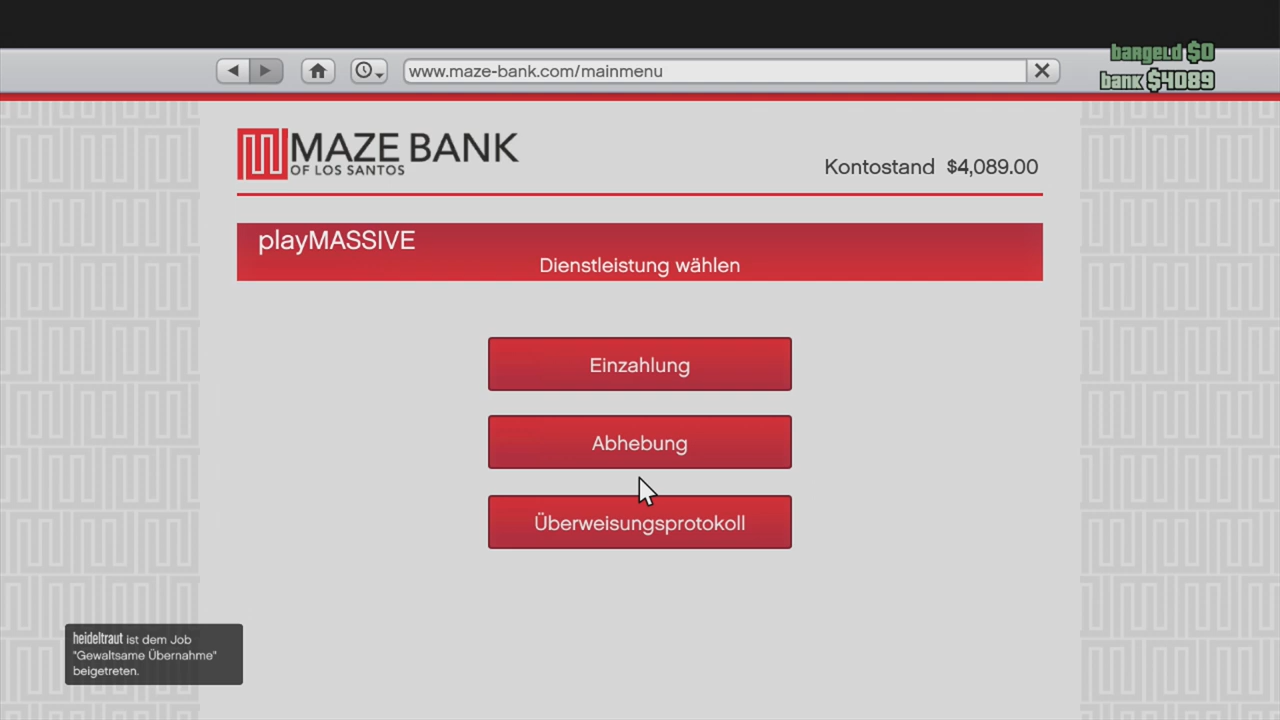 bargeld $0
www.maze-bank.com/mainmenu
bank $4089
MAZE BANK
OF LOS SANTOS
Kontostand $4,089.00
playMASSIVE
Dienstleistung wählen
Einzahlung
Abhebung
Überweisungsprotokoll
heideltraut ist dem Job
"Gewaltsame Übernahme"
beigetreten.